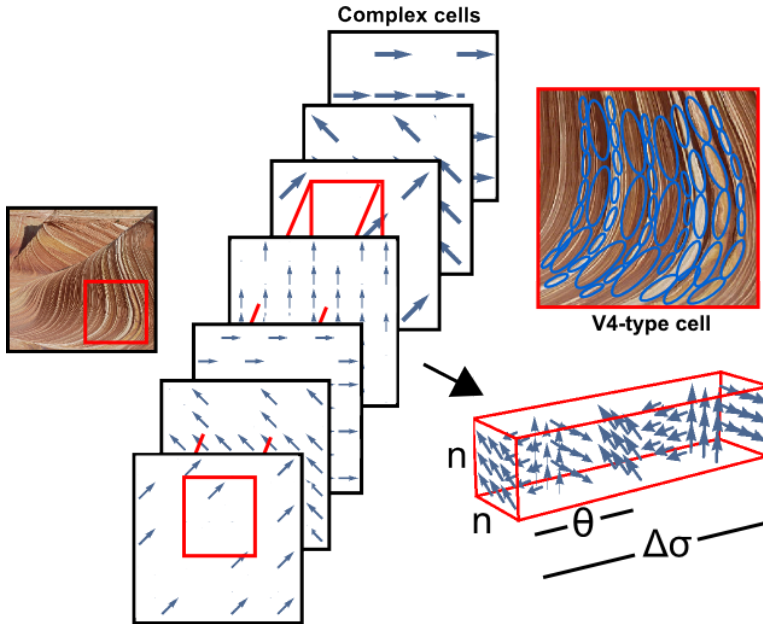 Complex cells
V4-type cell
n
n
θ
Δσ